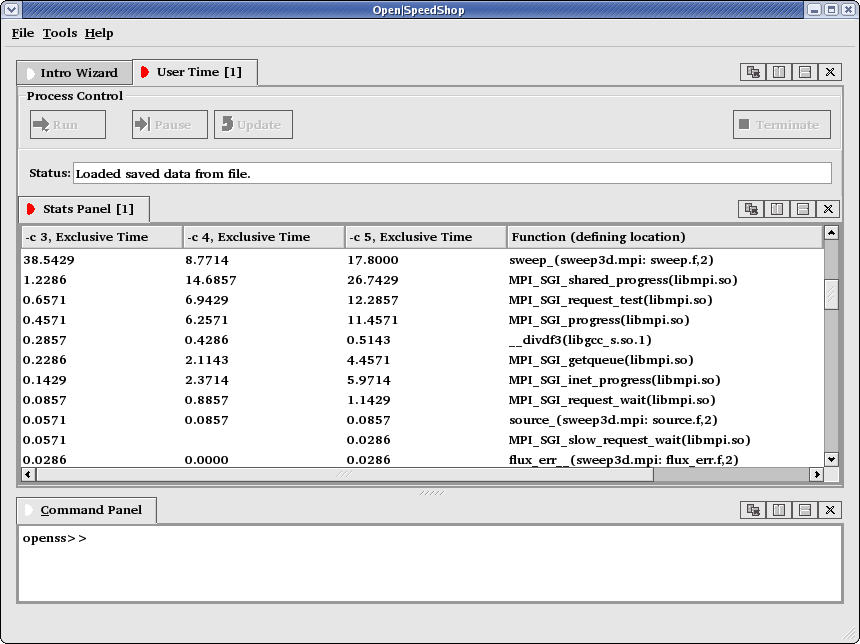 Open|SpeedShop
File Tools Help
Intro Wizard User Time [1]
Process Control
Run Pause Update Terminate
Status: Loaded saved data from file.
Stats Panel [1]
-c 3, Exclusive Time -c 4, Exclusive Time -c 5, Exclusive Time Function (defining location)
38.5429 8.7714 17.8000 sweep_(sweep3d.mpi: sweep.f,2)
1.2286 14.6857 26.7429 MPI_SGI_shared_progress(libmpi.so)
0.6571 6.9429 12.2857 MPI_SGI_request_test(libmpi.so)
0.4571 6.2571 11.4571 MPI_SGI_progress(libmpi.so)
0.2857 0.4286 0.5143 __divdf3(libgcc_s.so.1)
0.2286 2.1143 4.4571 MPI_SGI_getqueue(libmpi.so)
0.1429 2.3714 5.9714 MPI_SGI_inet_progress(libmpi.so)
0.0857 0.8857 1.1429 MPI_SGI_request_wait(libmpi.so)
0.0571 0.0857 0.0857 source_(sweep3d.mpi: source.f,2)
0.0571 0.0286 MPI_SGI_slow_request_wait(libmpi.so)
0.0286 0.0000 0.0286 flux_err__(sweep3d.mpi: flux_err.f,2)
Command Panel
openss>>